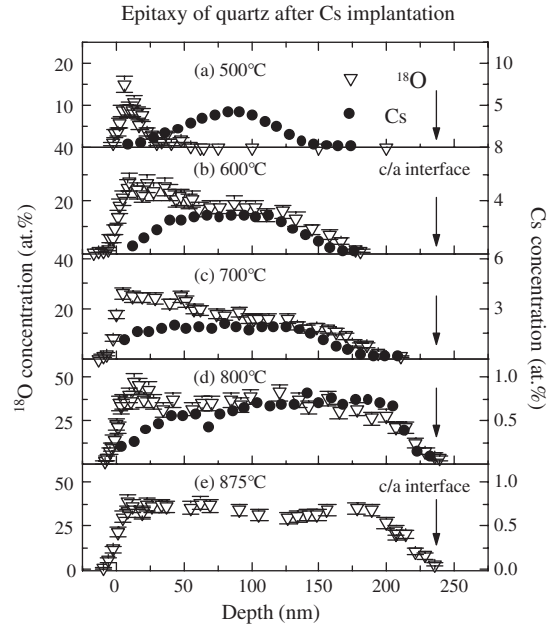 Epitaxy of quartz after Cs implantation
(a) 500°C
¹⁸O
Cs
20
10
40
10
5
8
(b) 600°C
c/a interface
20
4
(c) 700°C
40
20
6
3
(d) 800°C
50
25
1.0
0.5
(e) 875°C
c/a interface
50
25
0
1.0
0.5
0.0
0
50
100
150
200
250
Depth (nm)
¹⁸O concentration (at.%)
Cs concentration (at.%)